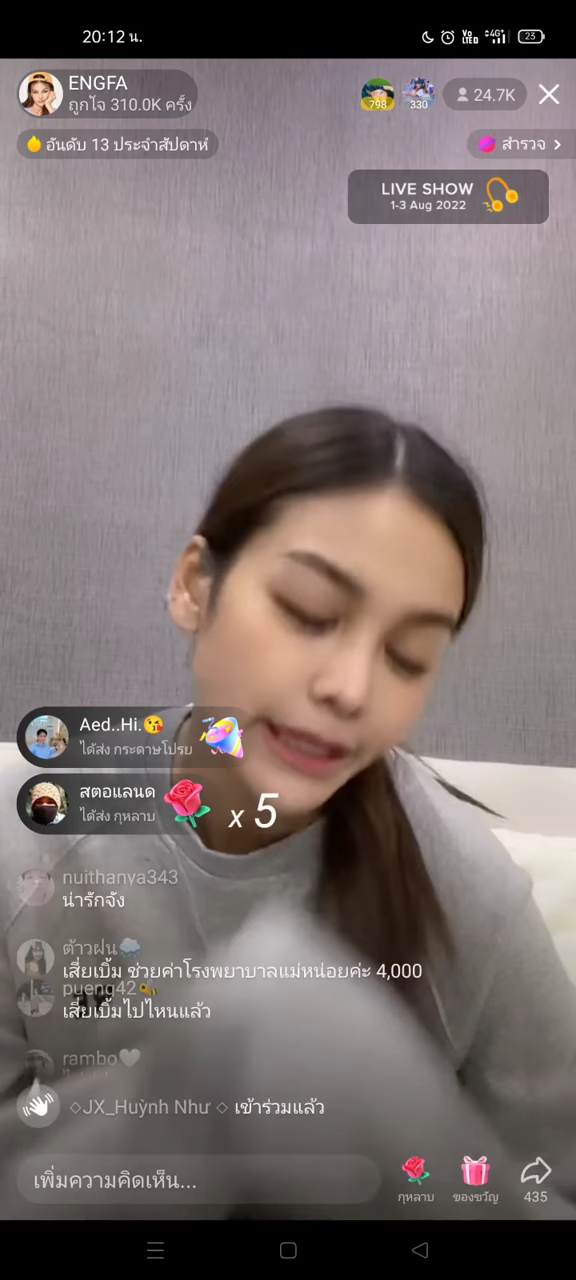 20:12 น.
VO LTED
4G+
23
ENGFA
ถูกใจ 310.0K ครั้ง
798
330
24.7K
อันดับ 13 ประจำสัปดาห์
สำรวจ
LIVE SHOW
1-3 Aug 2022
Aed..Hi.😘
ได้ส่ง กระดาษโปรย
สตอแลนด
ได้ส่ง กุหลาบ
x 5
nuithanya343
น่ารักจัง
ต้าวฝน🌧️
เสี่ยเบิ้ม ช่วยค่าโรงพยาบาลแม่หน่อยค่ะ 4,000
pueng42🐝
เสี่ยเบิ้มไปไหนแล้ว
rambo🤍
◇JX_Huỳnh Như ◇ เข้าร่วมแล้ว
เพิ่มความคิดเห็น...
กุหลาบ
ของขวัญ
435